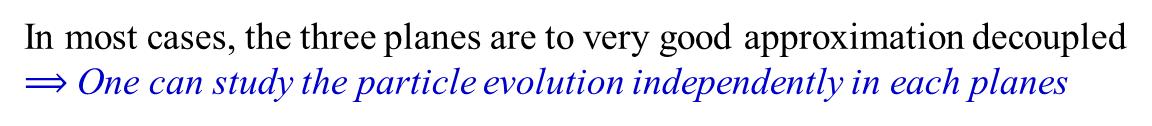 In most cases, the three planes are to very good approximation decoupled
⟹ One can study the particle evolution independently in each planes